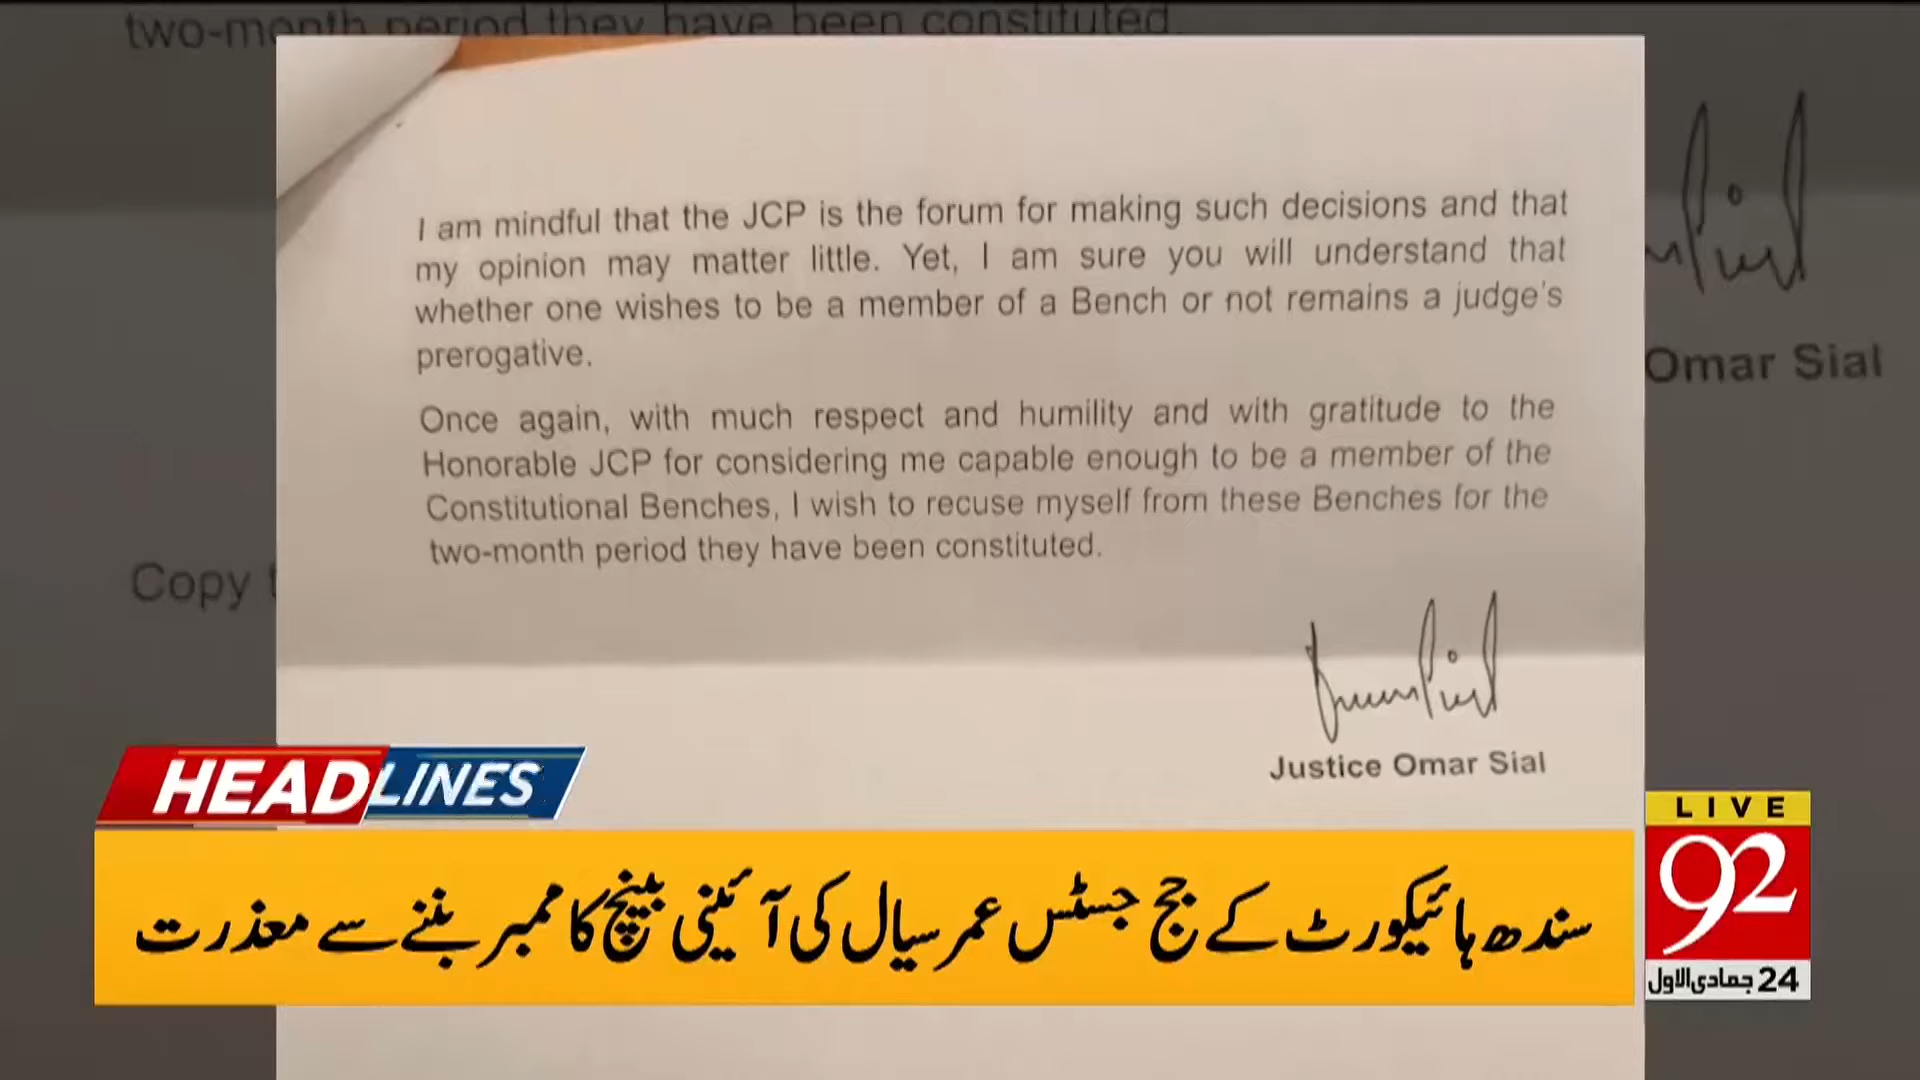 two-month period they have been constituted.
I am mindful that the JCP is the forum for making such decisions and that
my opinion may matter little. Yet, I am sure you will understand that
whether one wishes to be a member of a Bench or not remains a judge's
prerogative.
Once again, with much respect and humility and with gratitude to the
Honorable JCP for considering me capable enough to be a member of the
Constitutional Benches, I wish to recuse myself from these Benches for the
two-month period they have been constituted.
Justice Omar Sial
Omar Sial
Copy
HEADLINES
سندھ ہائیکورٹ کے جج جسٹس عمر سیال کی آئینی بینچ کا ممبر بننے سے معذرت
LIVE
92
24 جمادی الاول